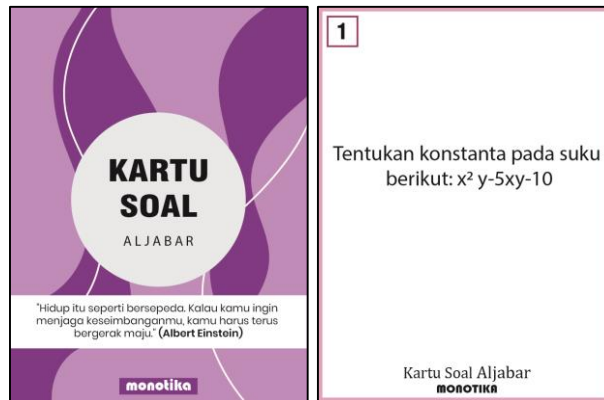 KARTU
SOAL
ALJABAR
"Hidup itu seperti bersepeda. Kalau kamu ingin
menjaga keseimbanganmu, kamu harus terus
bergerak maju." (Albert Einstein)
monotika
1
Tentukan konstanta pada suku
berikut: x² y-5xy-10
Kartu Soal Aljabar
MONOTIKA